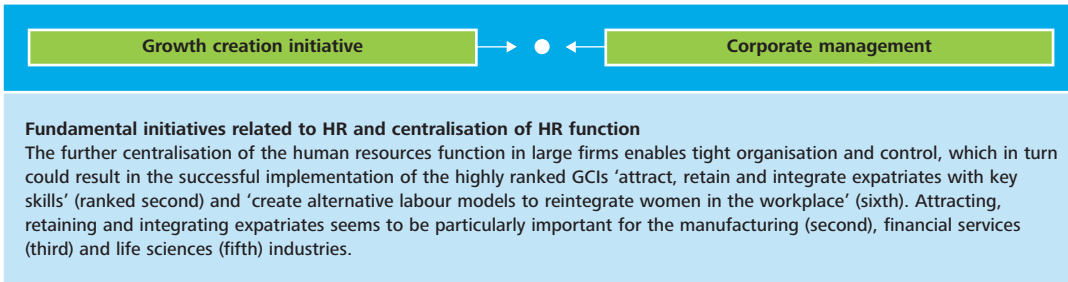 Growth creation initiative
Corporate management
Fundamental initiatives related to HR and centralisation of HR function
The further centralisation of the human resources function in large firms enables tight organisation and control, which in turn
could result in the successful implementation of the highly ranked GCIs ‘attract, retain and integrate expatriates with key
skills’ (ranked second) and ‘create alternative labour models to reintegrate women in the workplace’ (sixth). Attracting,
retaining and integrating expatriates seems to be particularly important for the manufacturing (second), financial services
(third) and life sciences (fifth) industries.